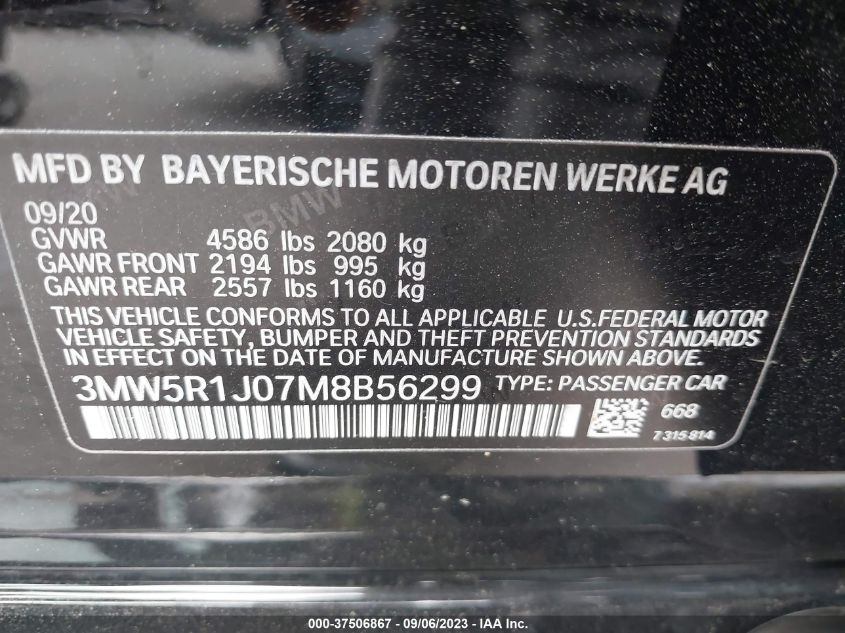 MFD BY BAYERISCHE MOTOREN WERKE AG
09/20
GVWR 4586 lbs 2080 kg
GAWR FRONT 2194 lbs 995 kg
GAWR REAR 2557 lbs 1160 kg
THIS VEHICLE CONFORMS TO ALL APPLICABLE U.S.FEDERAL MOTOR
VEHICLE SAFETY, BUMPER AND THEFT PREVENTION STANDARDS
IN EFFECT ON THE DATE OF MANUFACTURE SHOWN ABOVE.
3MW5R1J07M8B56299 TYPE: PASSENGER CAR
668
7315814
000-37506867 - 09/06/2023 - IAA Inc.